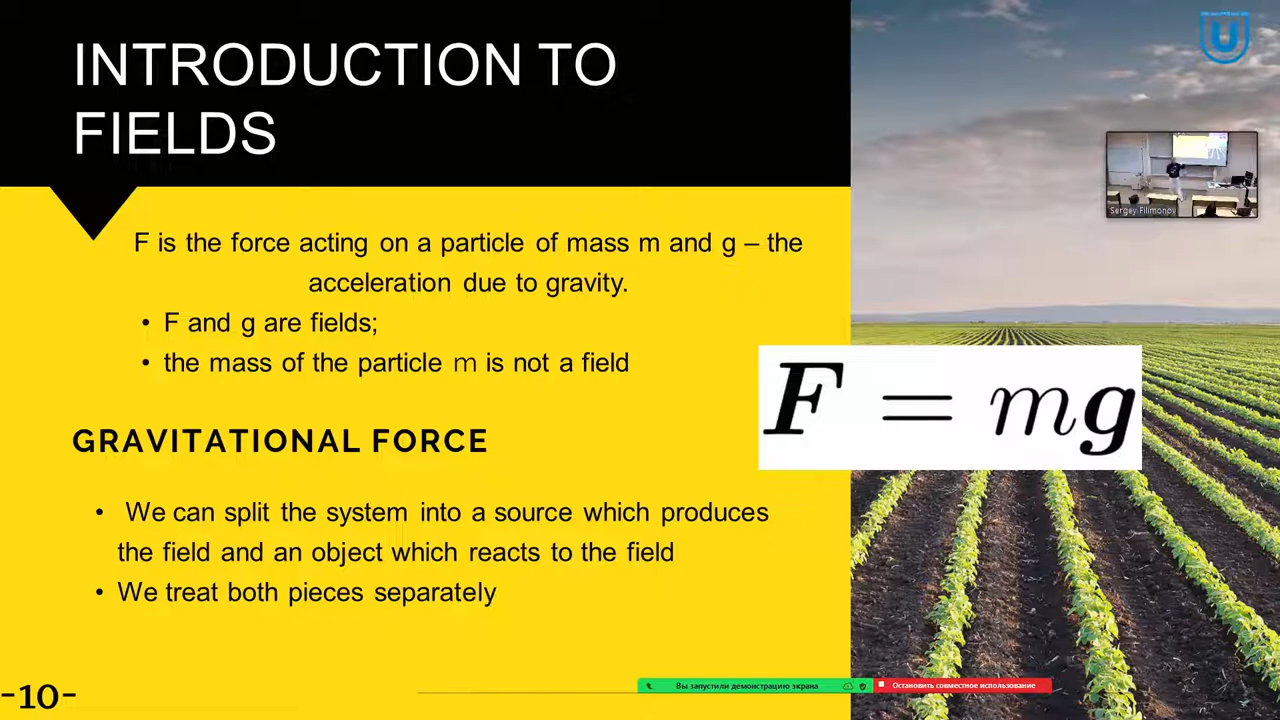 INTRODUCTION TO
FIELDS
U
Sergey Filimonov
F is the force acting on a particle of mass m and g – the
acceleration due to gravity.
• F and g are fields;
• the mass of the particle m is not a field
F = mg
GRAVITATIONAL FORCE
• We can split the system into a source which produces
the field and an object which reacts to the field
• We treat both pieces separately
-10-
Вы запустили демонстрацию экрана
Остановить совместное использование